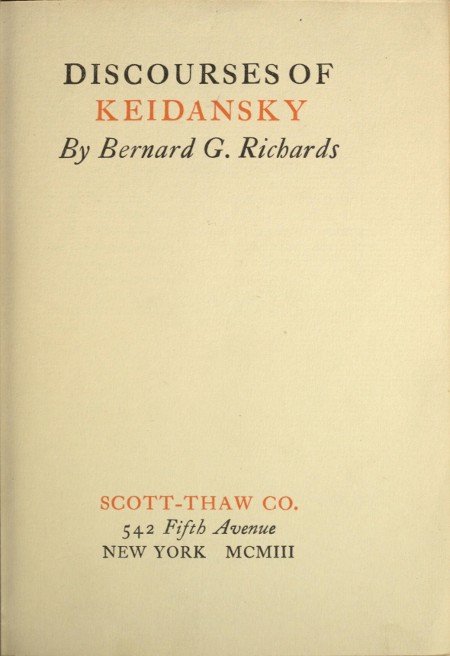 DISCOURSES OF
KEIDANSKY
By Bernard G. Richards
SCOTT-THAW CO.
542 Fifth Avenue
NEW YORK MCMIII